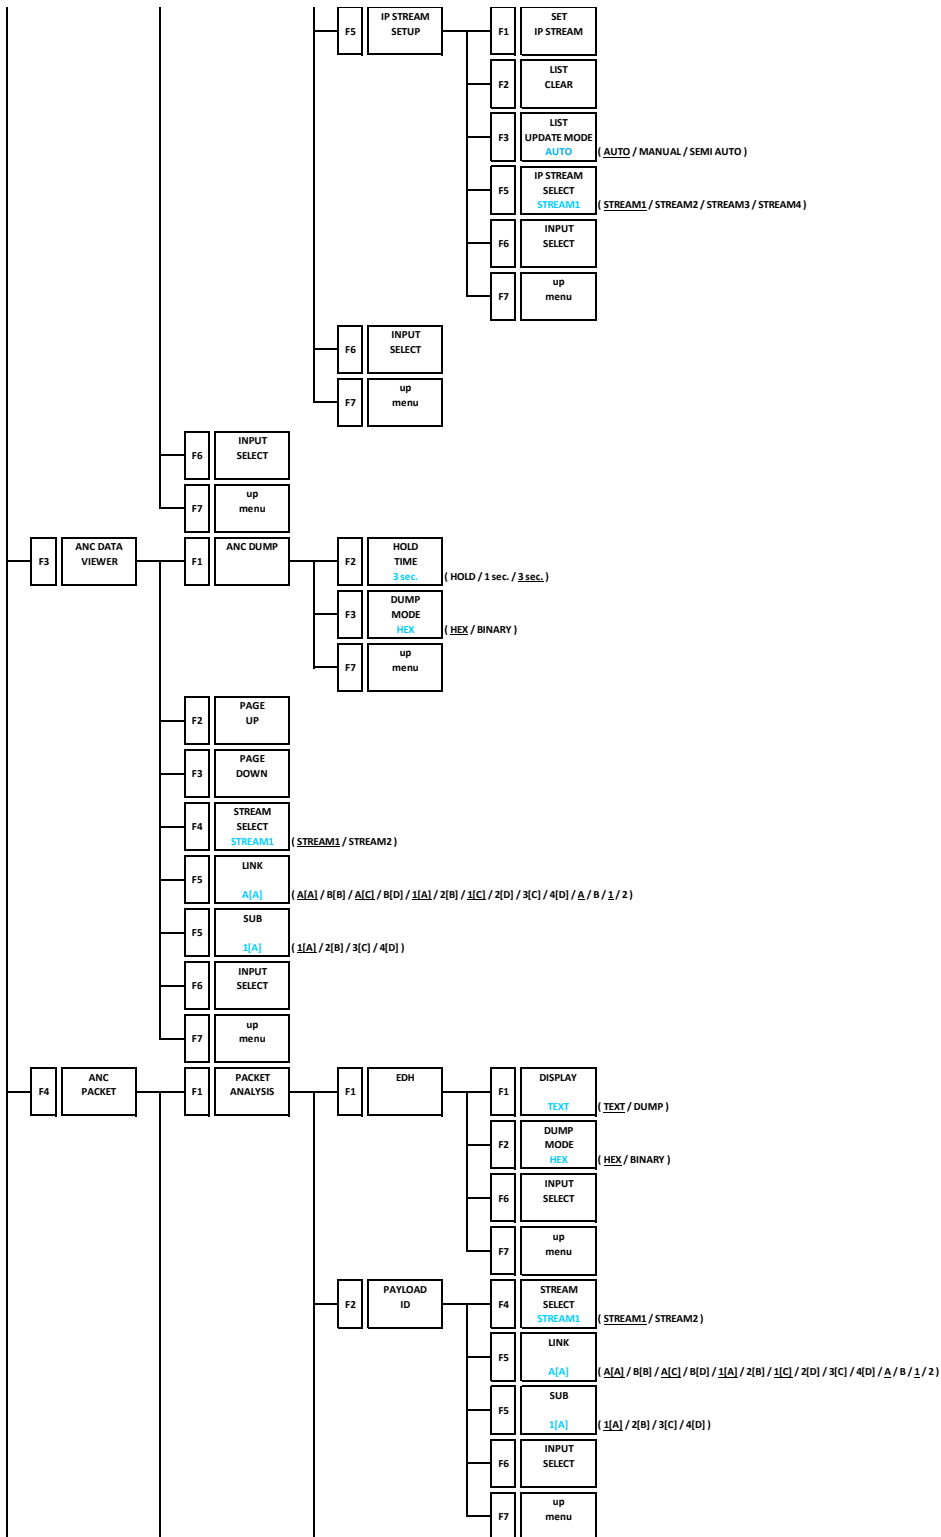 F5
IP STREAM
SETUP
F1
SET
IP STREAM
F2
LIST
CLEAR
F3
LIST
UPDATE MODE
AUTO
( AUTO / MANUAL / SEMI AUTO )
F5
IP STREAM
SELECT
STREAM1
( STREAM1 / STREAM2 / STREAM3 / STREAM4 )
F6
INPUT
SELECT
F7
up
menu
F6
INPUT
SELECT
F7
up
menu
F6
INPUT
SELECT
F7
up
menu
F3
ANC DATA
VIEWER
F1
ANC DUMP
F2
HOLD
TIME
3 sec.
( HOLD / 1 sec. / 3 sec. )
F3
DUMP
MODE
HEX
( HEX / BINARY )
F7
up
menu
F2
PAGE
UP
F3
PAGE
DOWN
F4
STREAM
SELECT
STREAM1
( STREAM1 / STREAM2 )
F5
LINK
A[A]
( A[A] / B[B] / A[C] / B[D] / 1[A] / 2[B] / 1[C] / 2[D] / 3[C] / 4[D] / A / B / 1 / 2 )
F5
SUB
1[A]
( 1[A] / 2[B] / 3[C] / 4[D] )
F6
INPUT
SELECT
F7
up
menu
F4
ANC
PACKET
F1
PACKET
ANALYSIS
F1
EDH
F1
DISPLAY
TEXT
( TEXT / DUMP )
F2
DUMP
MODE
HEX
( HEX / BINARY )
F6
INPUT
SELECT
F7
up
menu
F2
PAYLOAD
ID
F4
STREAM
SELECT
STREAM1
( STREAM1 / STREAM2 )
F5
LINK
A[A]
( A[A] / B[B] / A[C] / B[D] / 1[A] / 2[B] / 1[C] / 2[D] / 3[C] / 4[D] / A / B / 1 / 2 )
F5
SUB
1[A]
( 1[A] / 2[B] / 3[C] / 4[D] )
F6
INPUT
SELECT
F7
up
menu